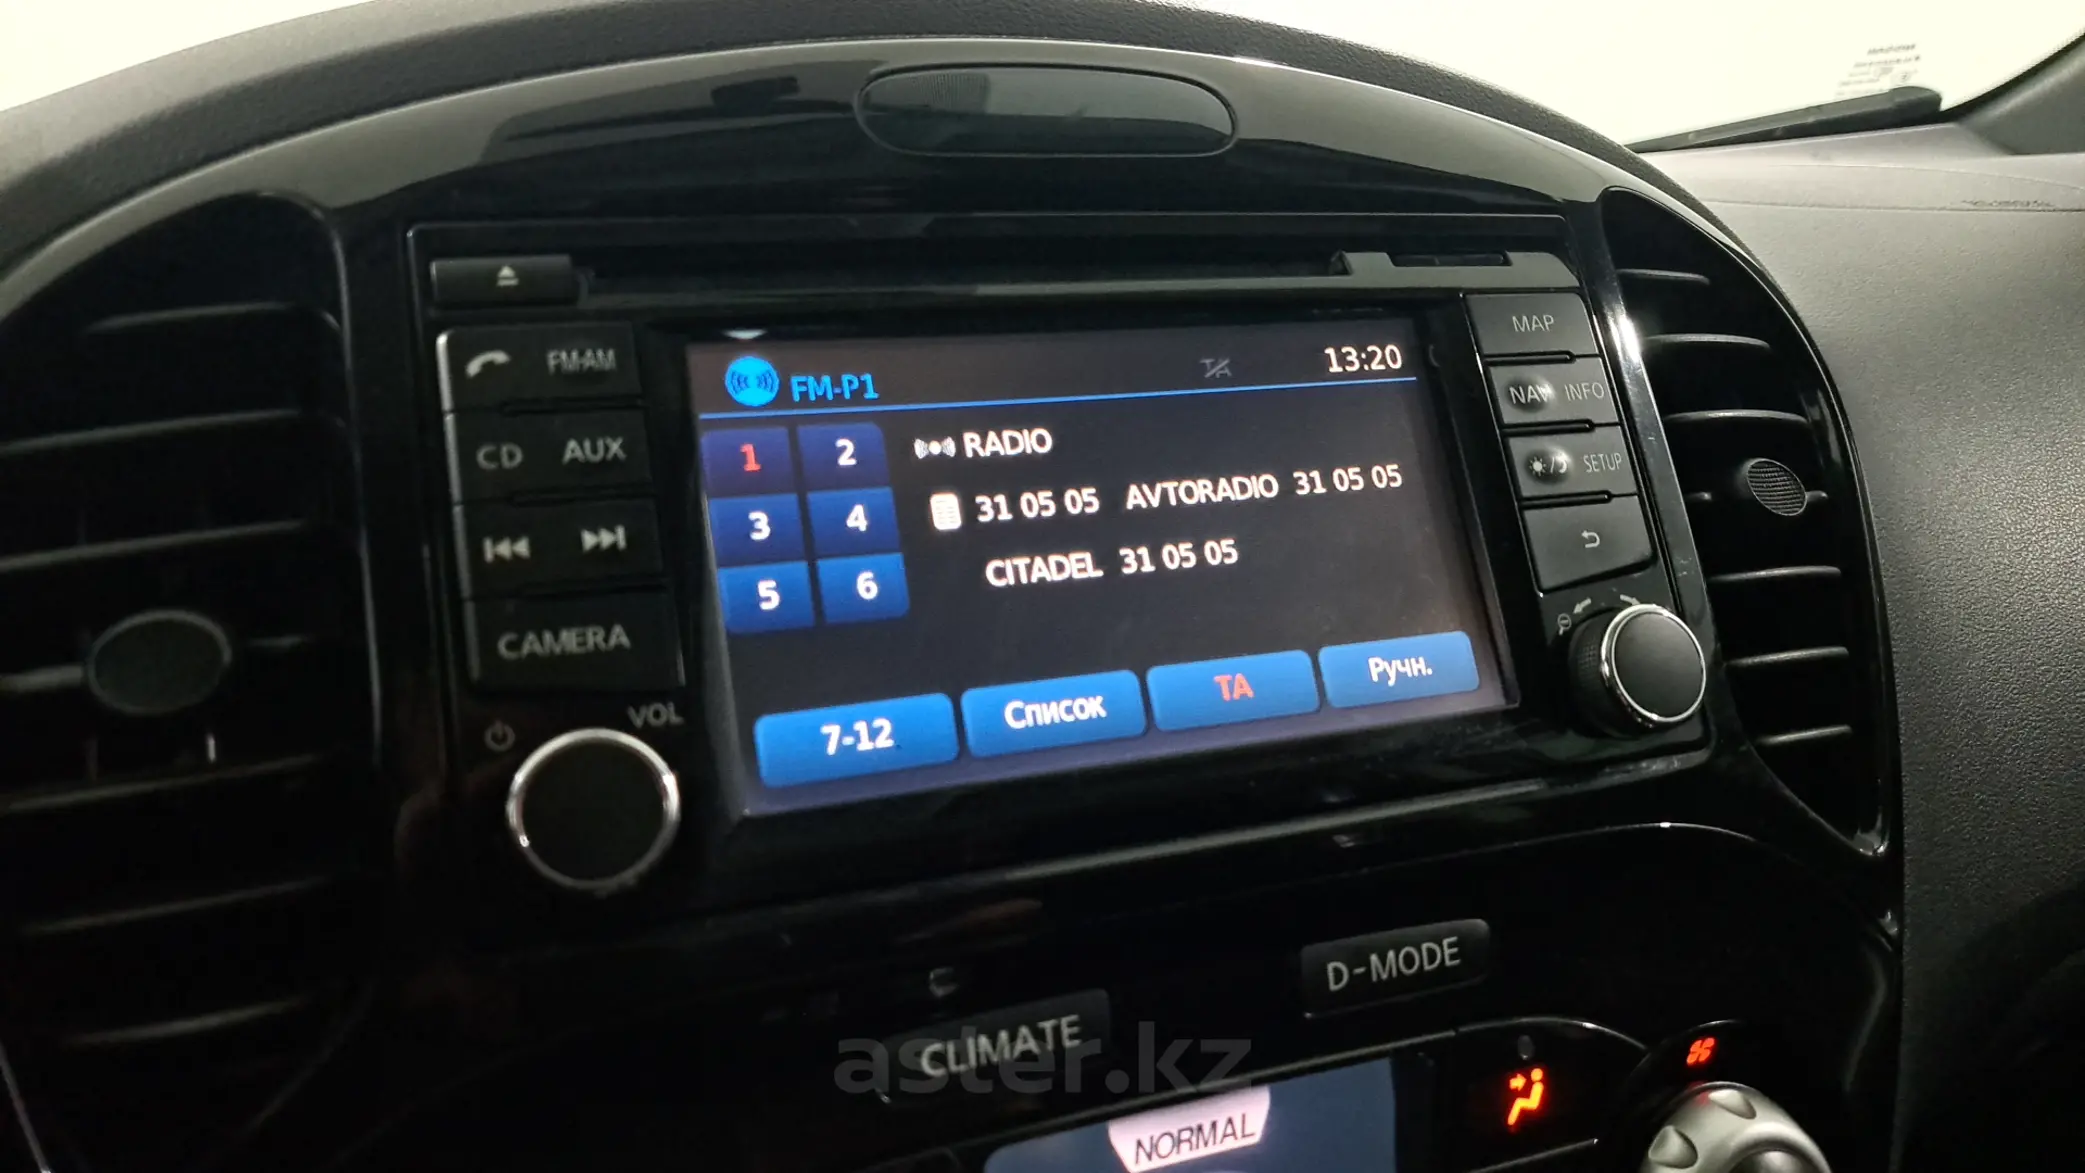 FM-AM
CD AUX
CAMERA
VOL
FM-P1
TA
13:20
1 2
3 4
5 6
RADIO
31 05 05 AVTORADIO 31 05 05
CITADEL 31 05 05
7-12 Список TA Ручн.
MAP
NAVI INFO
SETUP
D-MODE
CLIMATE
aster.kz
NORMAL